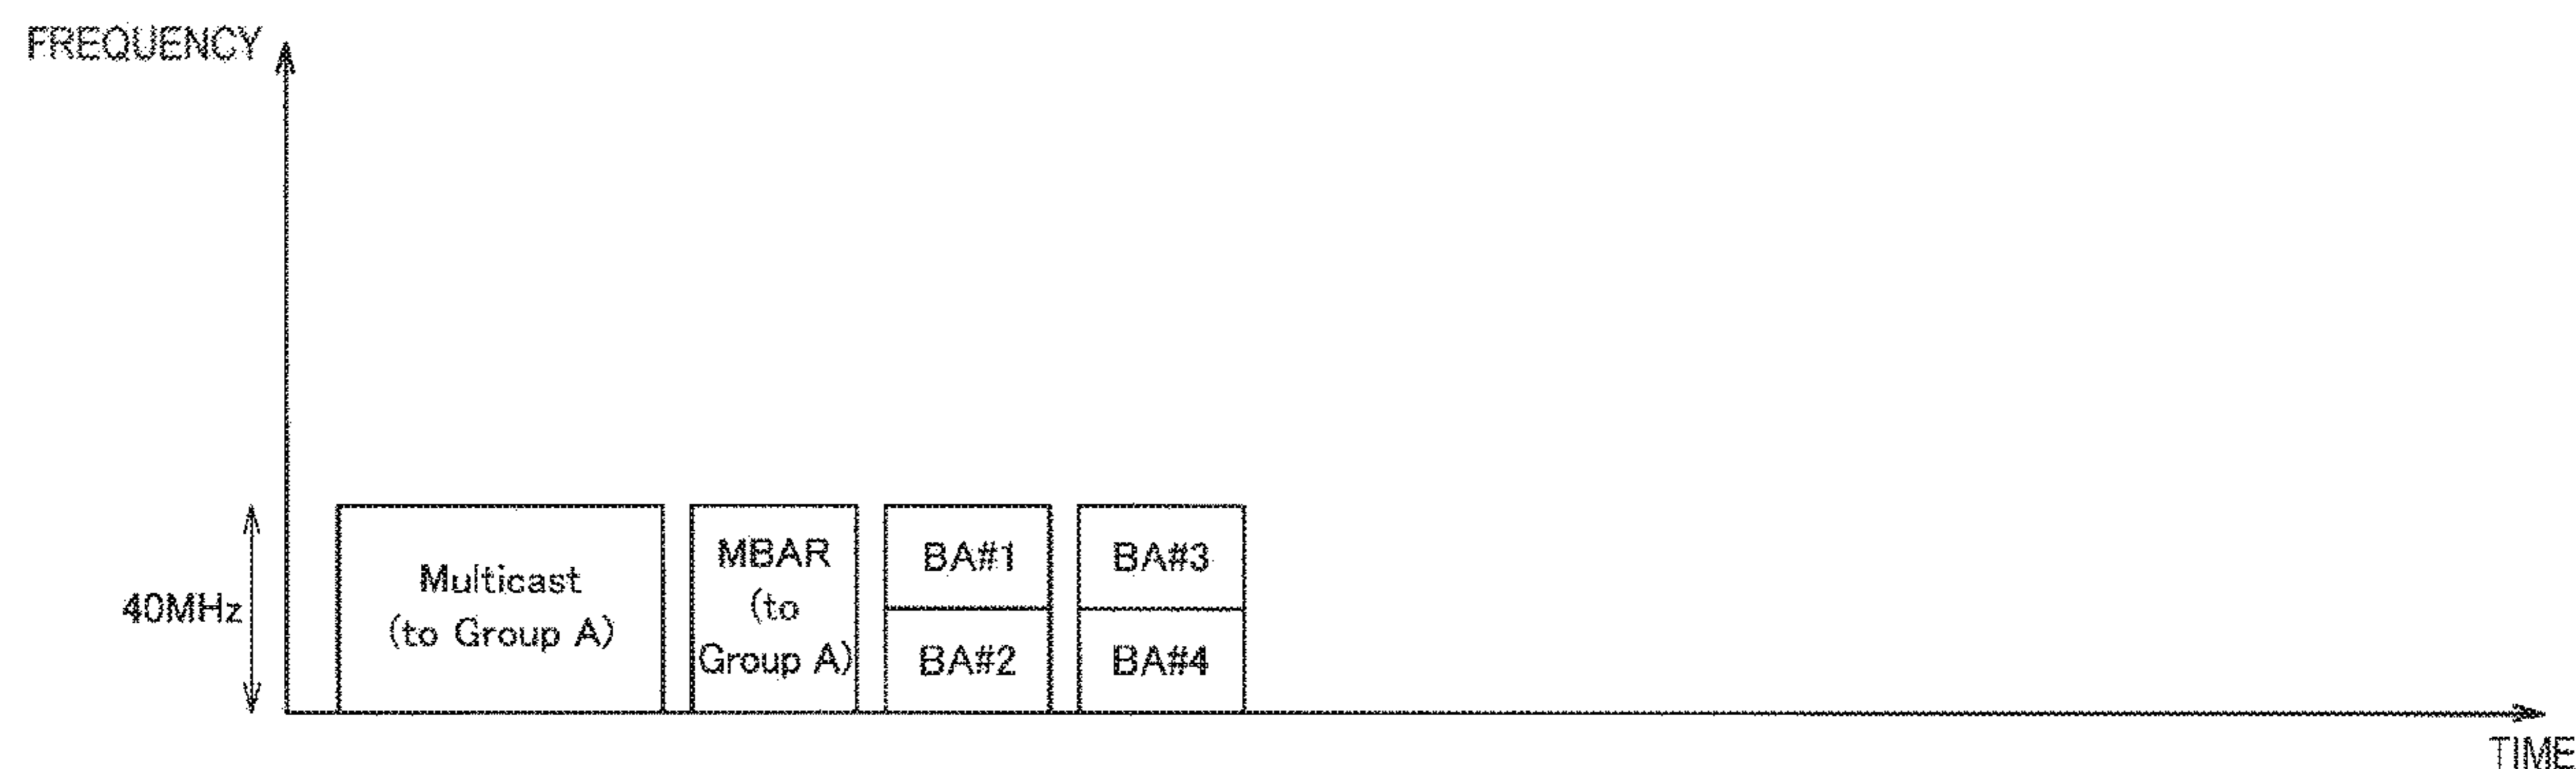 FREQUENCY
40MHz
Multicast
(to Group A)
MBAR
(to
Group A)
BA#1
BA#2
BA#3
BA#4
TIME